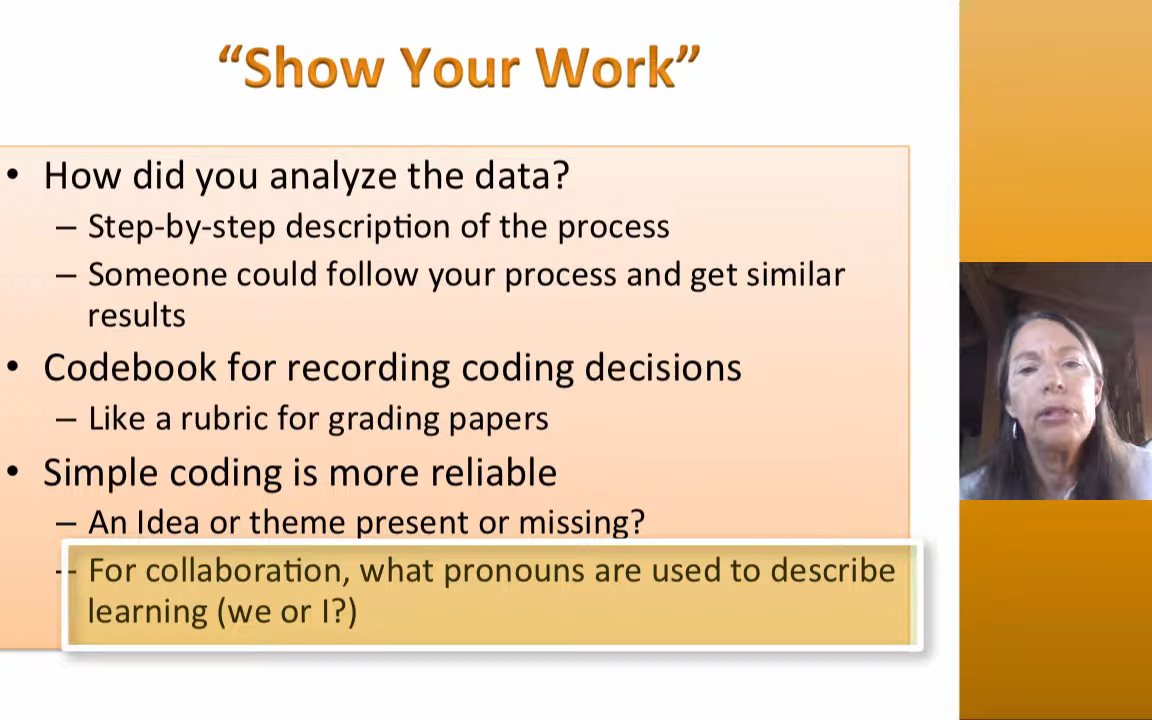 “Show Your Work”
• How did you analyze the data?
– Step-by-step description of the process
– Someone could follow your process and get similar
results
• Codebook for recording coding decisions
– Like a rubric for grading papers
• Simple coding is more reliable
– An Idea or theme present or missing?
– For collaboration, what pronouns are used to describe
learning (we or I?)